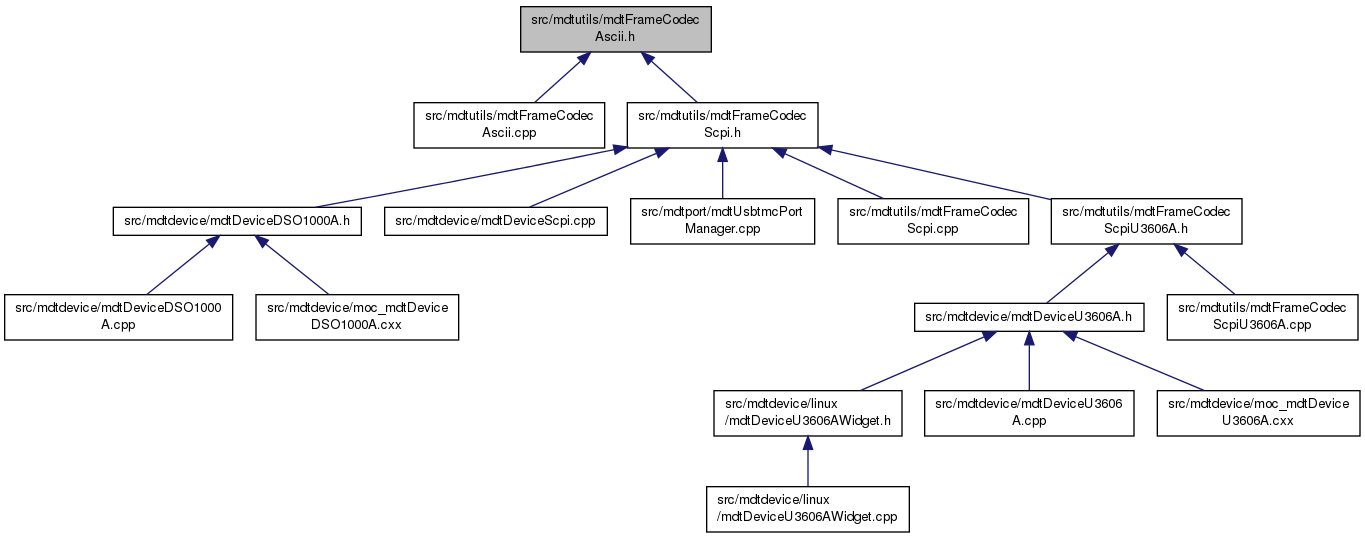 src/mdtutils/mdtFrameCodec
Ascii.h
src/mdtutils/mdtFrameCodec
Ascii.cpp
src/mdtutils/mdtFrameCodec
Scpi.h
src/mdtdevice/mdtDeviceDSO1000A.h
src/mdtdevice/mdtDeviceScpi.cpp
src/mdtport/mdtUsbtmcPort
Manager.cpp
src/mdtutils/mdtFrameCodec
Scpi.cpp
src/mdtutils/mdtFrameCodec
ScpiU3606A.h
src/mdtdevice/mdtDeviceDSO1000
A.cpp
src/mdtdevice/moc_mdtDevice
DSO1000A.cxx
src/mdtdevice/mdtDeviceU3606A.h
src/mdtutils/mdtFrameCodec
ScpiU3606A.cpp
src/mdtdevice/linux
/mdtDeviceU3606AWidget.h
src/mdtdevice/mdtDeviceU3606
A.cpp
src/mdtdevice/moc_mdtDevice
U3606A.cxx
src/mdtdevice/linux
/mdtDeviceU3606AWidget.cpp